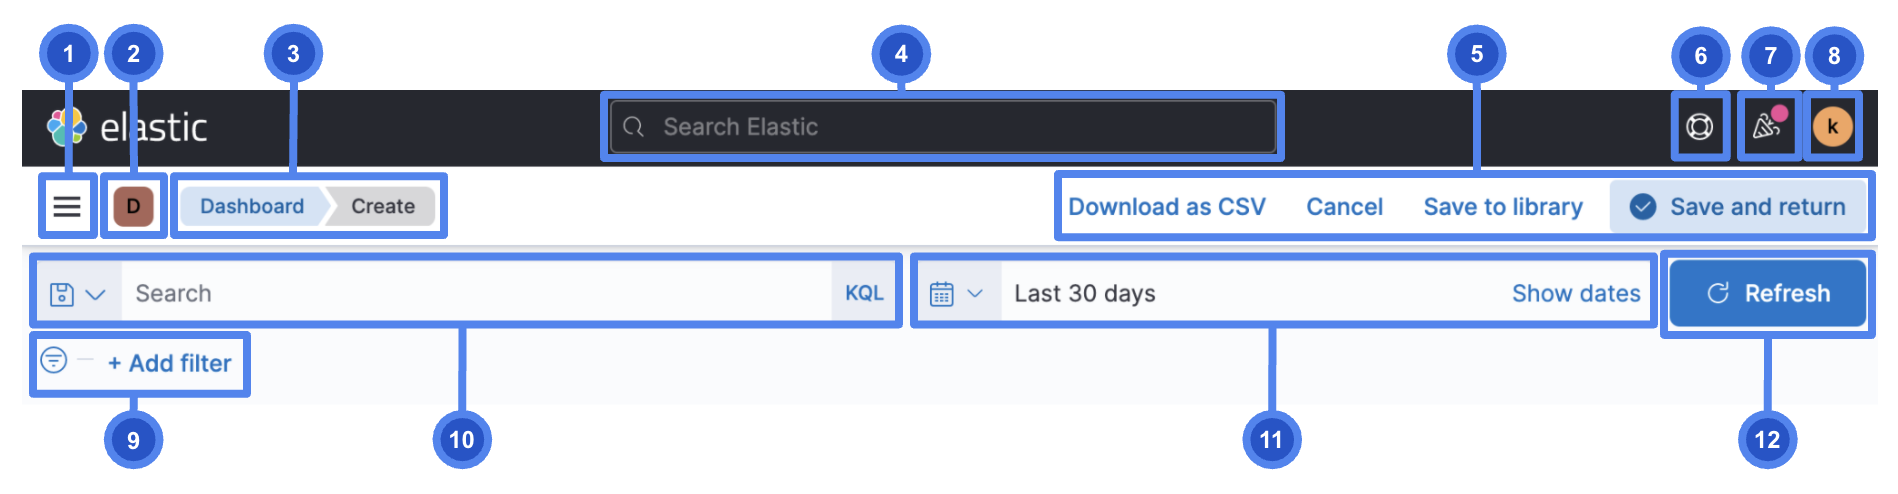 1 2 3 4 5 6 7 8
elastic Search Elastic k
D Dashboard Create Download as CSV Cancel Save to library Save and return
Search KQL Last 30 days Show dates Refresh
+ Add filter
9 10 11 12